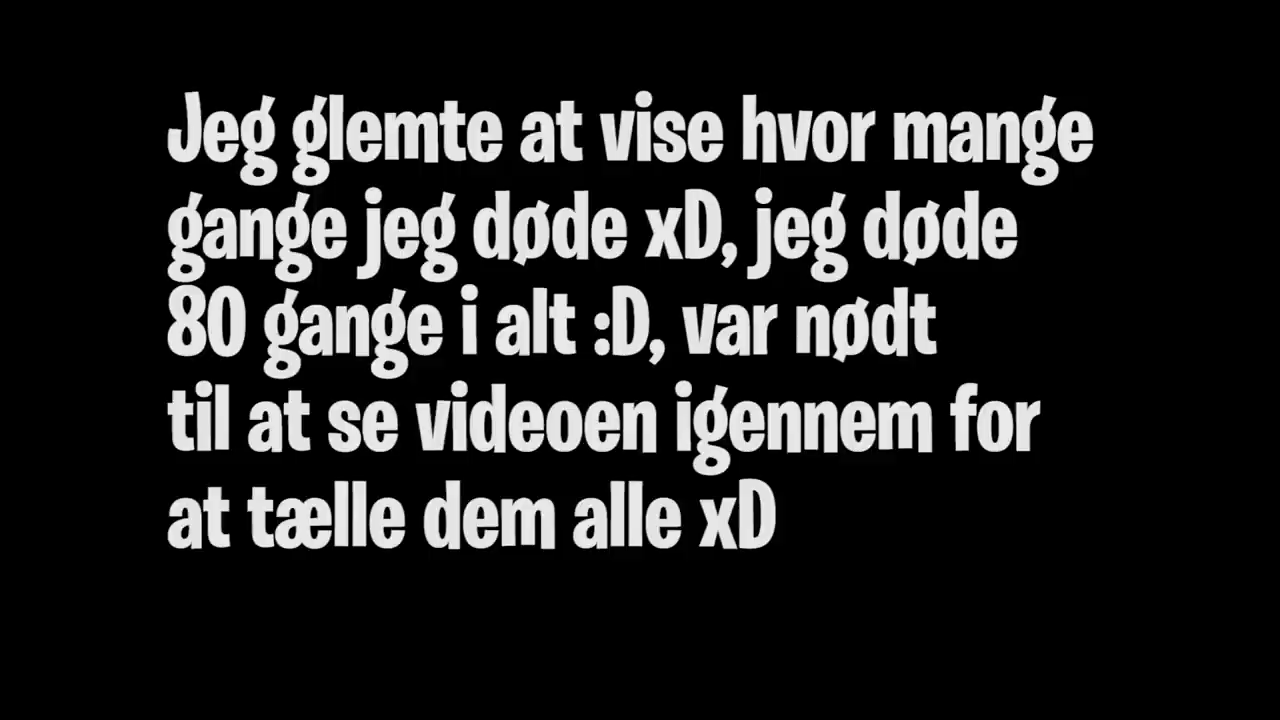 Jeg glemte at vise hvor mange
gange jeg døde xD, jeg døde
80 gange i alt :D, var nødt
til at se videoen igennem for
at tælle dem alle xD